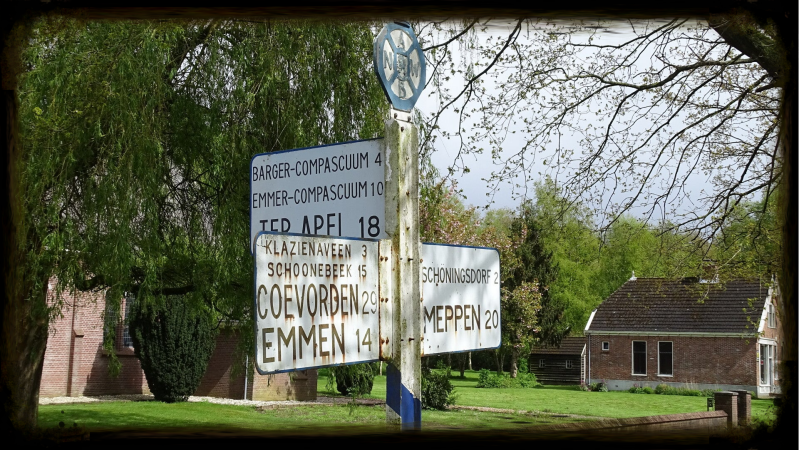 A N W B
BARGER-COMPASCUUM 4
EMMER-COMPASCUUM 10
TER APEL 18
KLAZIENAVEEN 3
SCHOONEBEEK 15
COEVORDEN 29
EMMEN 14
SCHÖNINGSDORF 2
MEPPEN 20